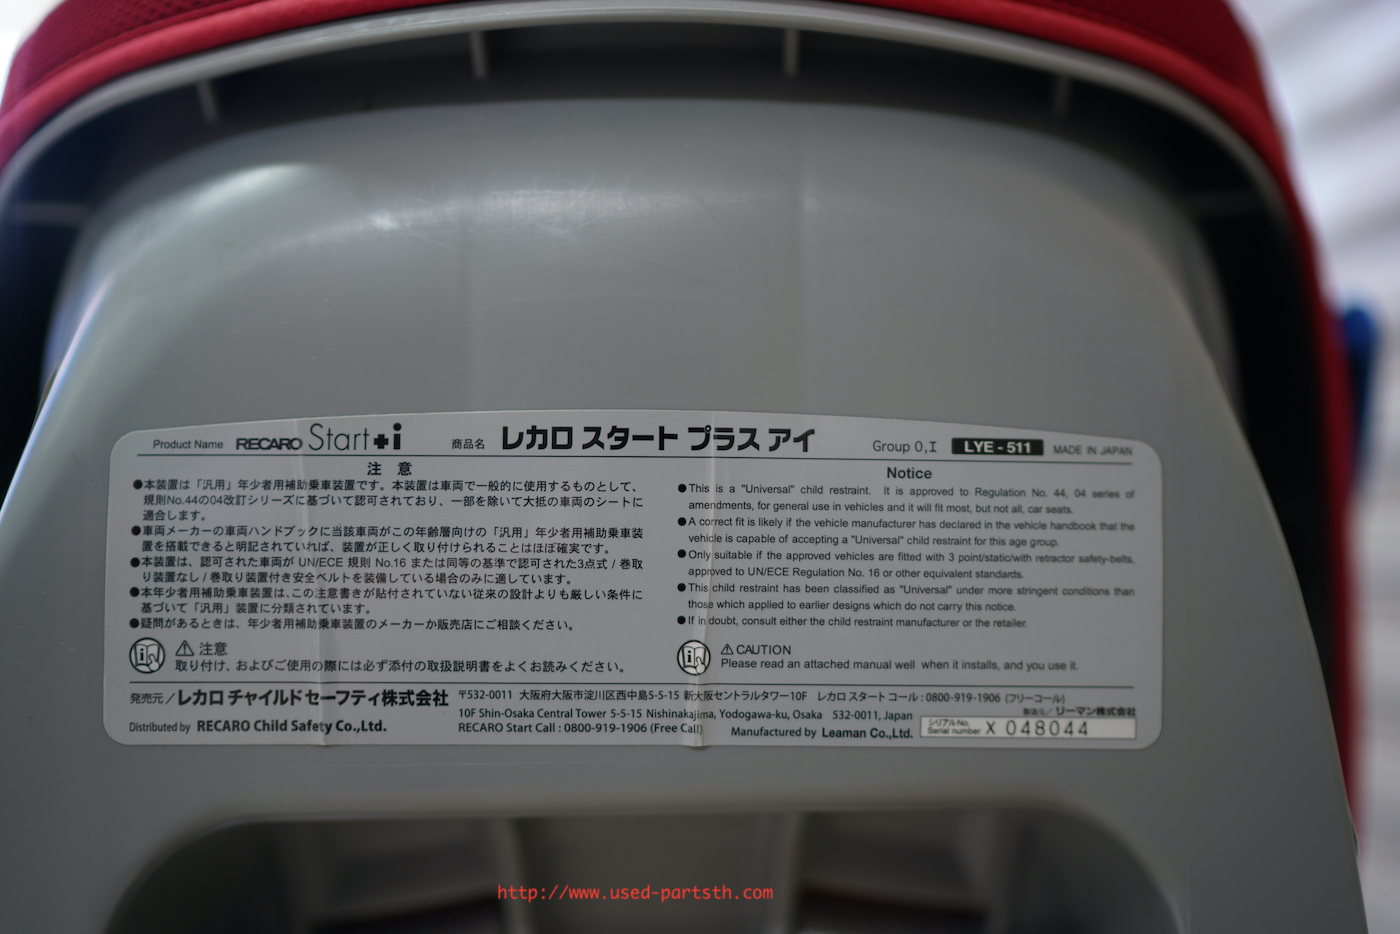 Product Name RECARO Start+i 商品名 レカロ スタート プラス アイ Group 0,I LYE - 511 MADE IN JAPAN
注 意
●本装置は「汎用」年少者用補助乗車装置です。本装置は車両で一般的に使用するものとして、
規則No.44の04改訂シリーズに基づいて認可されており、一部を除いて大抵の車両のシートに
適合します。
●車両メーカーの車両ハンドブックに当該車両がこの年齢層向けの「汎用」年少者用補助乗車装
置を搭載できると明記されていれば、装置が正しく取り付けられることはほぼ確実です。
●本装置は、認可された車両が UN/ECE 規則 No.16 または同等の基準で認可された3点式 / 巻取
り装置なし / 巻取り装置付き安全ベルトを装備している場合のみに適しています。
●本年少者用補助乗車装置は、この注意書きが貼付されていない従来の設計よりも厳しい条件に
基づいて「汎用」装置に分類されています。
●疑問があるときは、年少者用補助乗車装置のメーカーか販売店にご相談ください。
注意
取り付け、およびご使用の際には必ず添付の取扱説明書をよくお読みください。
Notice
●This is a "Universal" child restraint. It is approved to Regulation No. 44, 04 series of
amendments, for general use in vehicles and it will fit most, but not all, car seats.
●A correct fit is likely if the vehicle manufacturer has declared in the vehicle handbook that the
vehicle is capable of accepting a "Universal" child restraint for this age group.
●Only suitable if the approved vehicles are fitted with 3 point/static/with retractor safety-belts,
approved to UN/ECE Regulation No. 16 or other equivalent standards.
●This child restraint has been classified as "Universal" under more stringent conditions than
those which applied to earlier designs which do not carry this notice.
●If in doubt, consult either the child restraint manufacturer or the retailer.
CAUTION
Please read an attached manual well when it installs, and you use it.
発売元／レカロ チャイルド セーフティ株式会社 〒532-0011 大阪府大阪市淀川区西中島5-5-15 新大阪セントラルタワー10F レカロ スタート コール : 0800-919-1906 (フリーコール)
10F Shin-Osaka Central Tower 5-5-15 Nishinakajima, Yodogawa-ku, Osaka 532-0011, Japan 製造元／リーマン株式会社
Distributed by RECARO Child Safety Co.,Ltd. RECARO Start Call : 0800-919-1906 (Free Call) Manufactured by Leaman Co.,Ltd. シリアルNo. Serial number X 048044
http://www.used-partsth.com